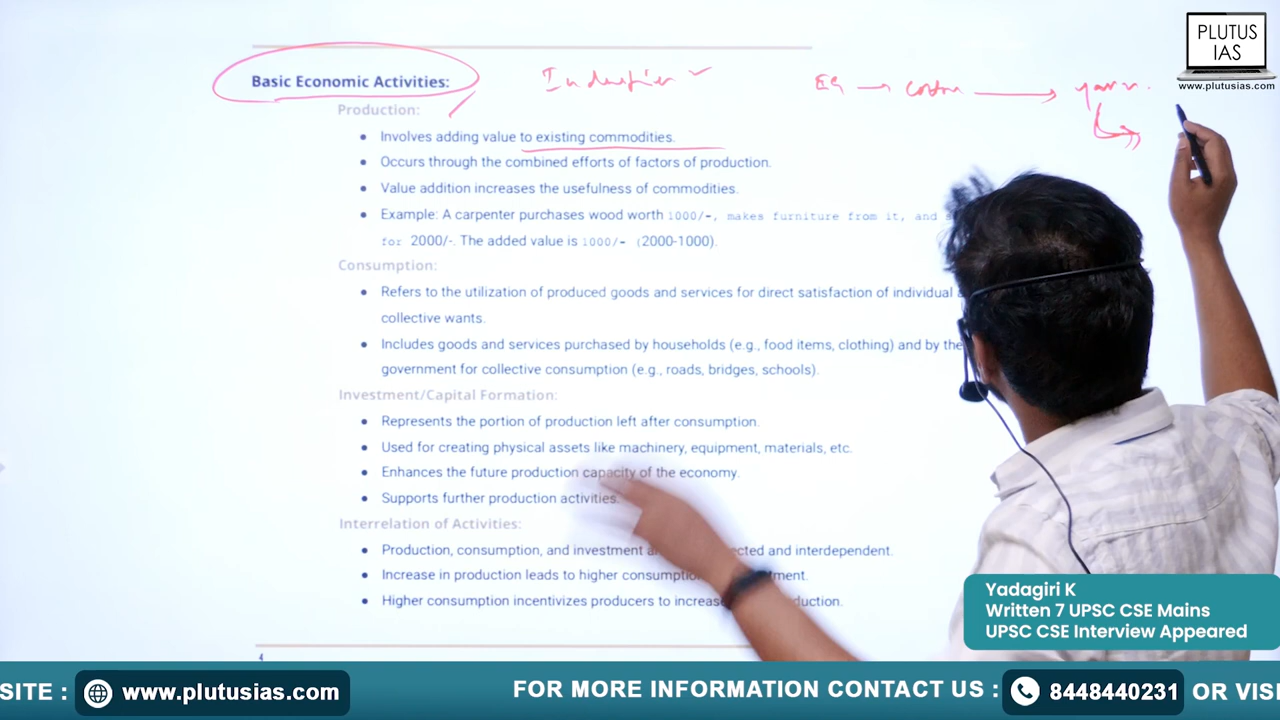 PLUTUS
IAS
www.plutusias.com
Basic Economic Activities:
Industries
Eg → cotton → yarn.
Production:
Involves adding value to existing commodities.
Occurs through the combined efforts of factors of production.
Value addition increases the usefulness of commodities.
Example: A carpenter purchases wood worth 1000/-, makes furniture from it, and
for 2000/-. The added value is 1000/- (2000-1000).
Consumption:
Refers to the utilization of produced goods and services for direct satisfaction of individual
collective wants.
Includes goods and services purchased by households (e.g., food items, clothing) and by the
government for collective consumption (e.g., roads, bridges, schools).
Investment/Capital Formation:
Represents the portion of production left after consumption.
Used for creating physical assets like machinery, equipment, materials, etc.
Enhances the future production capacity of the economy.
Supports further production activities.
Interrelation of Activities:
Production, consumption, and investment and interdependent.
Increase in production leads to higher
Higher consumption incentivizes producers to
Yadagiri K
Written 7 UPSC CSE Mains
UPSC CSE Interview Appeared
SITE : www.plutusias.com FOR MORE INFORMATION CONTACT US : 8448440231 OR VISI